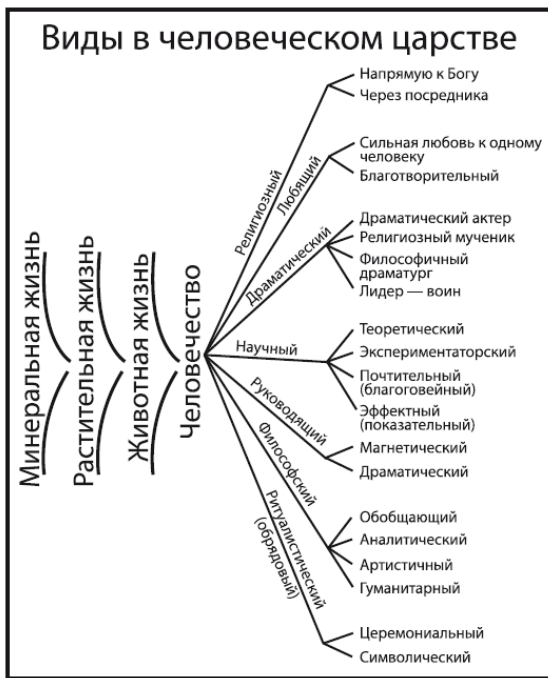 Виды в человеческом царстве
Минеральная жизнь
Растительная жизнь
Животная жизнь
Человечество
Религиозный
Напрямую к Богу
Через посредника
Любящий
Сильная любовь к одному
человеку
Благотворительный
Драматический
Драматический актер
Религиозный мученик
Философичный
драматург
Лидер — воин
Научный
Теоретический
Экспериментаторский
Почтительный
(благоговейный)
Эффектный
(показательный)
Руководящий
Магнетический
Драматический
Философский
Обобщающий
Аналитический
Артистичный
Гуманитарный
Ритуалистический
(обрядовый)
Церемониальный
Символический